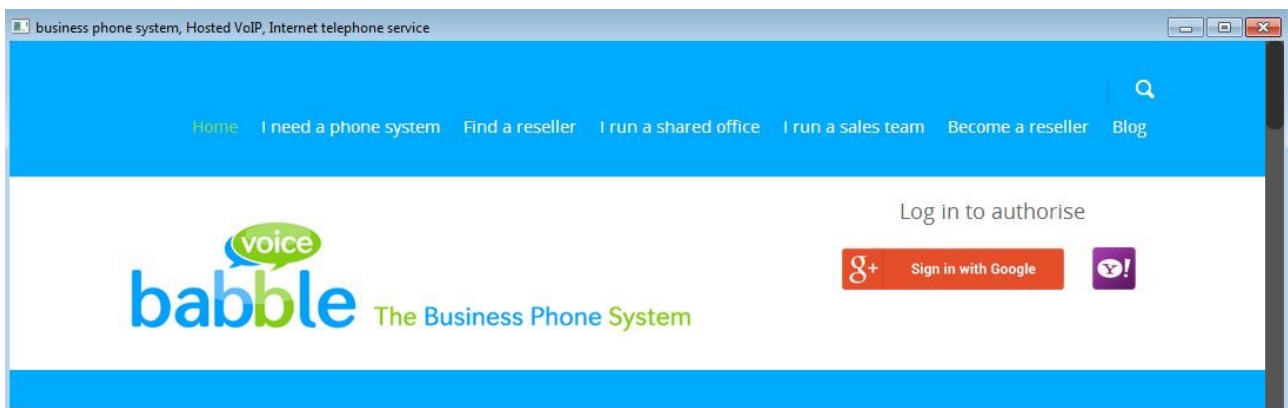 business phone system, Hosted VoIP, Internet telephone service
Home I need a phone system Find a reseller I run a shared office I run a sales team Become a reseller Blog
Log in to authorise
g+ Sign in with Google Y!
voice
babble The Business Phone System